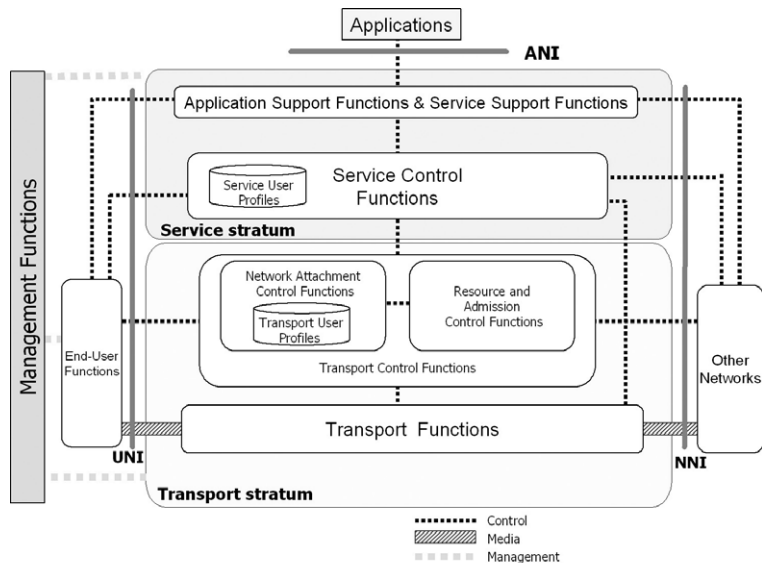 Applications
ANI
Application Support Functions & Service Support Functions
Service User
Profiles
Service Control
Functions
Service stratum
Management Functions
Network Attachment
Control Functions
Transport User
Profiles
Resource and
Admission
Control Functions
Transport Control Functions
End-User
Functions
Other
Networks
Transport Functions
UNI
NNI
Transport stratum
Control
Media
Management